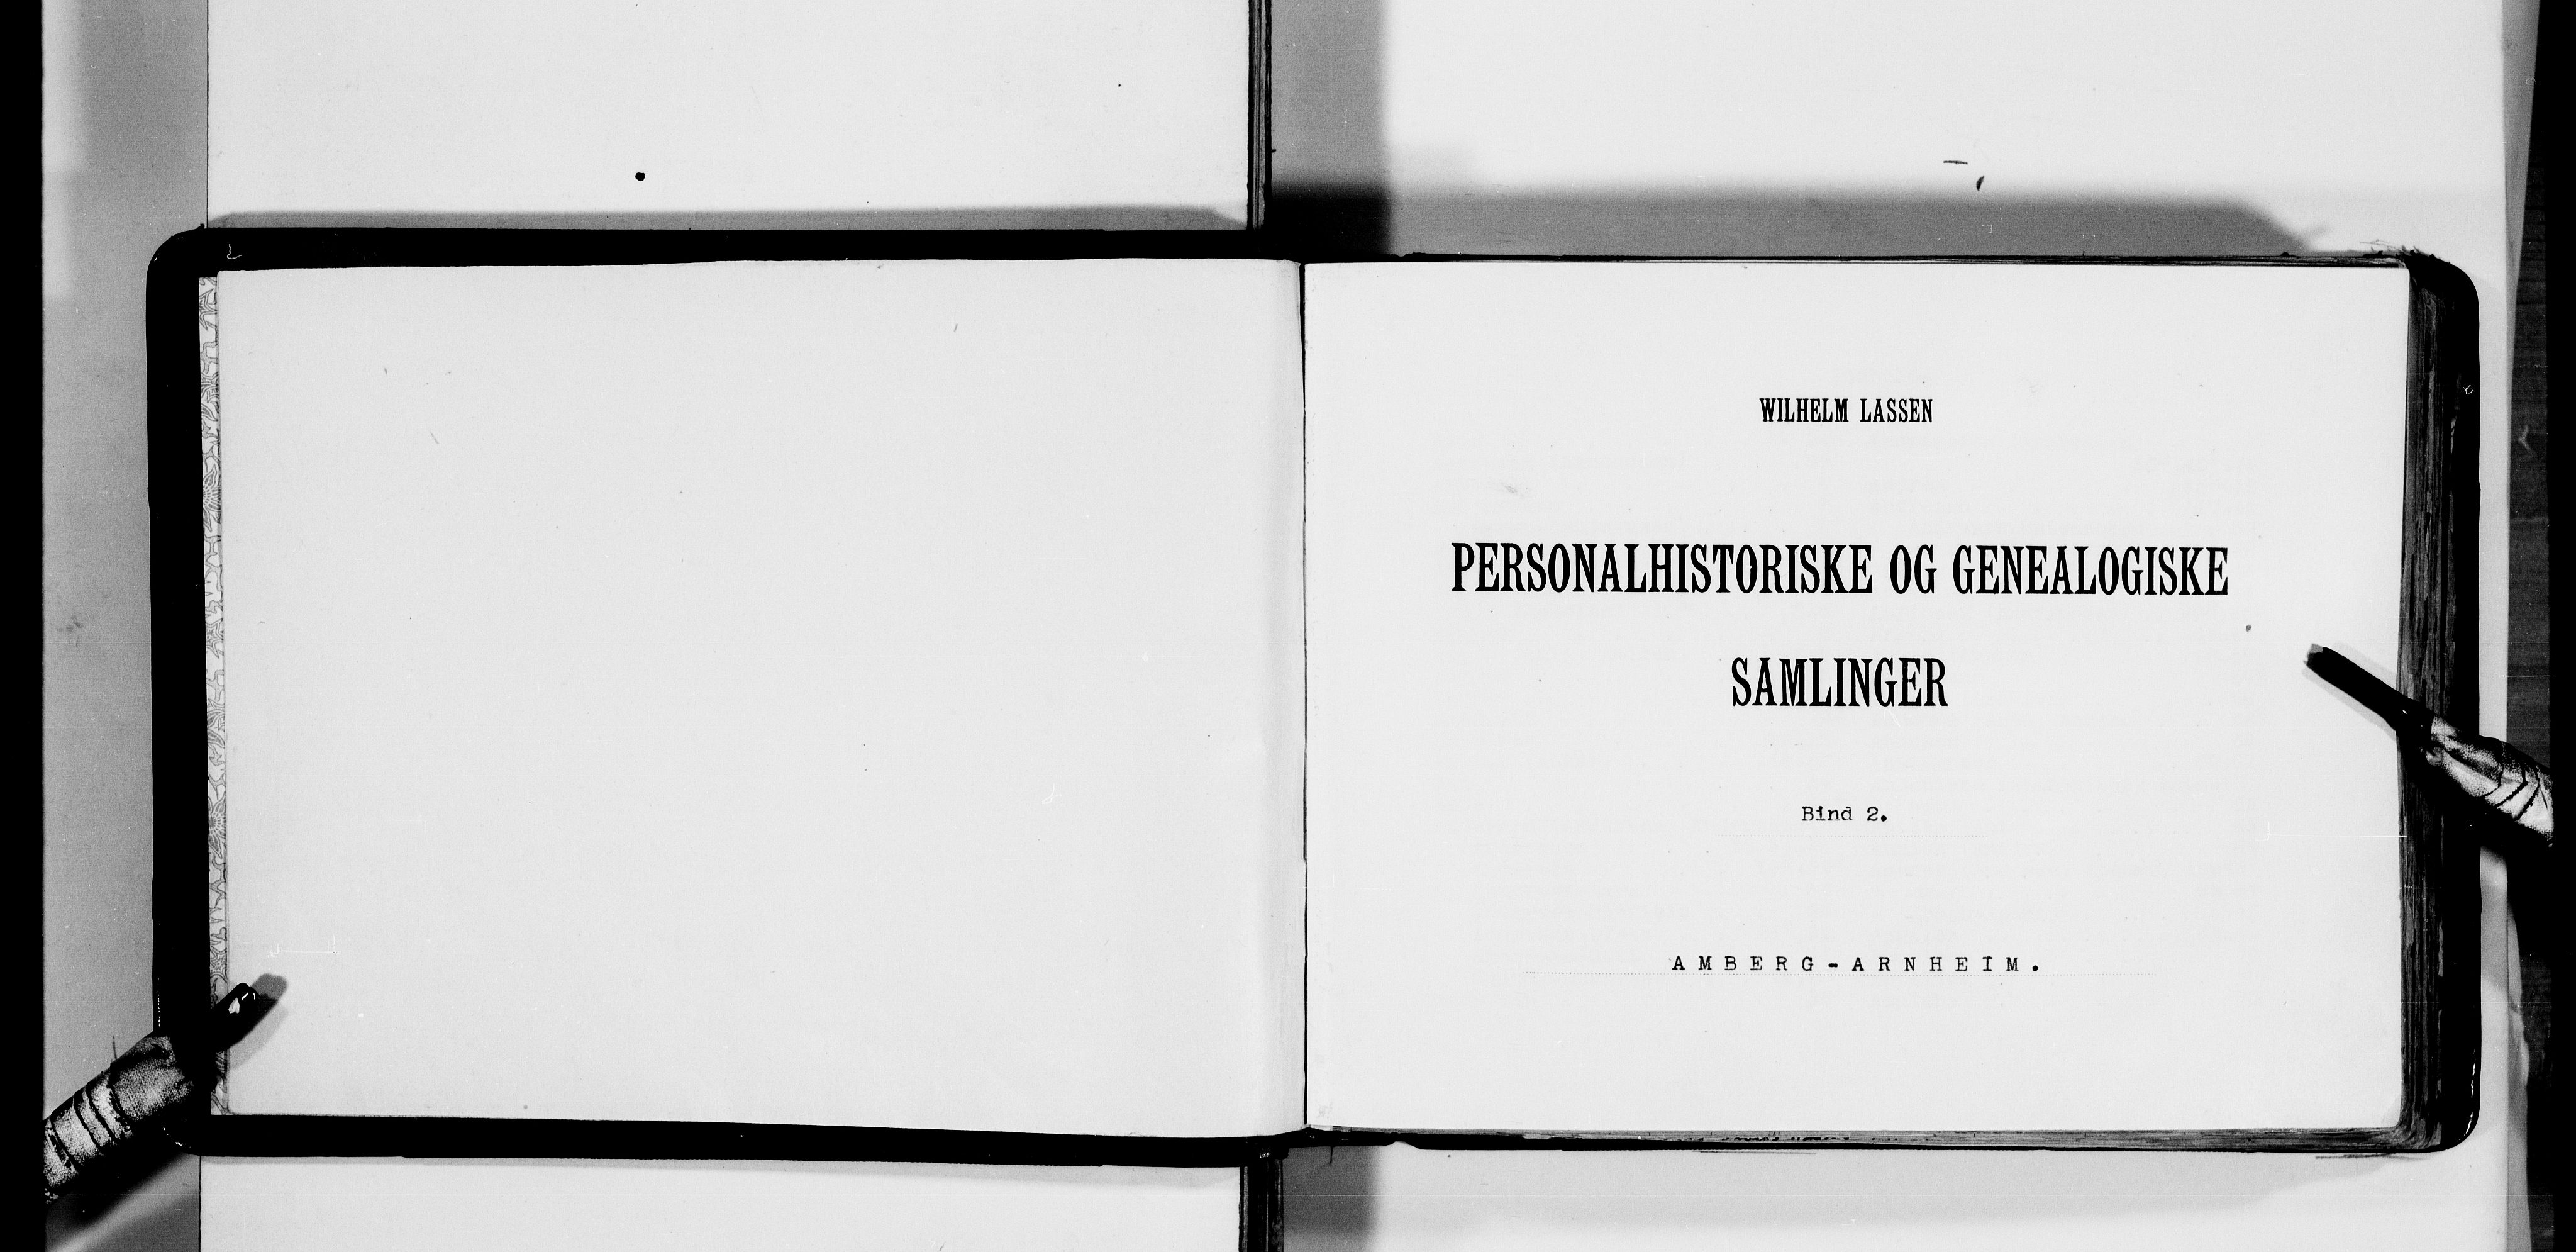 WILHELM LASSEN
PERSONALHISTORISKE OG GENEALOGISKE
SAMLINGER
Bind 2.
AMBERG-ARNHEIM.